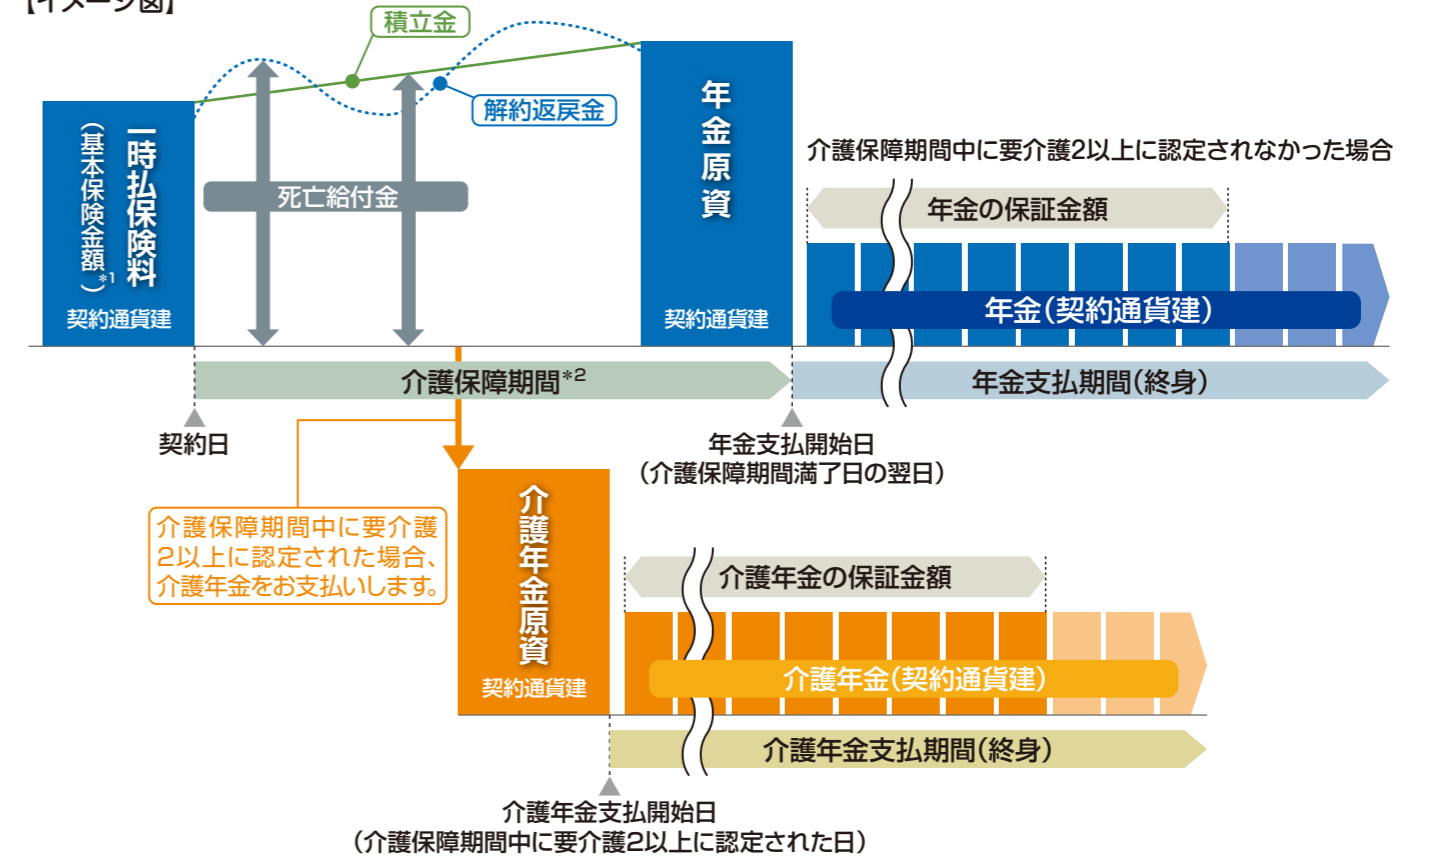 【イメージ図】
積立金
解約返戻金
一時払保険料
（基本保険金額＊1）
契約通貨建
死亡給付金
年金原資
契約通貨建
介護保障期間中に要介護2以上に認定されなかった場合
年金の保証金額
年金（契約通貨建）
介護保障期間＊2
年金支払期間（終身）
契約日
年金支払開始日
（介護保障期間満了日の翌日）
介護保障期間中に要介護
2以上に認定された場合、
介護年金をお支払いします。
介護年金原資
契約通貨建
介護年金の保証金額
介護年金（契約通貨建）
介護年金支払期間（終身）
介護年金支払開始日
（介護保障期間中に要介護2以上に認定された日）